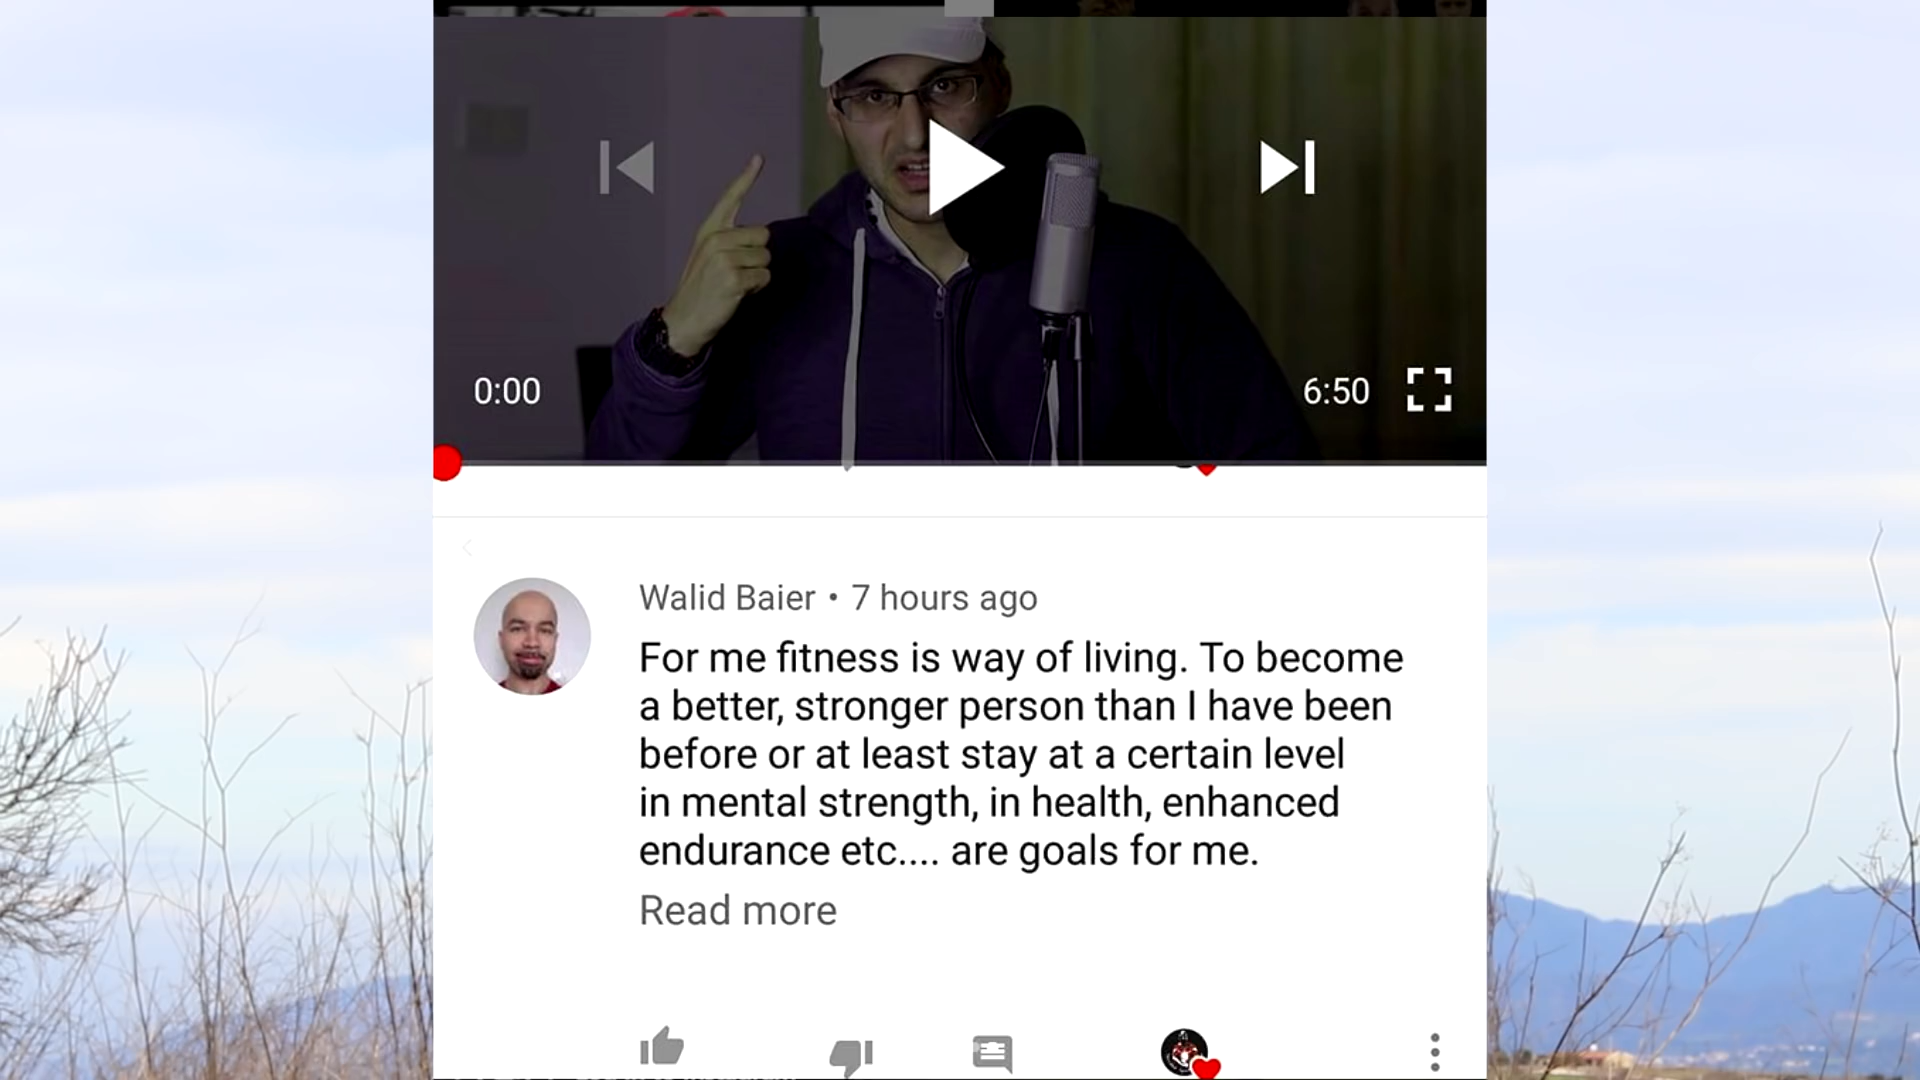 0:00
6:50
Walid Baier • 7 hours ago
For me fitness is way of living. To become
a better, stronger person than I have been
before or at least stay at a certain level
in mental strength, in health, enhanced
endurance etc.... are goals for me.
Read more